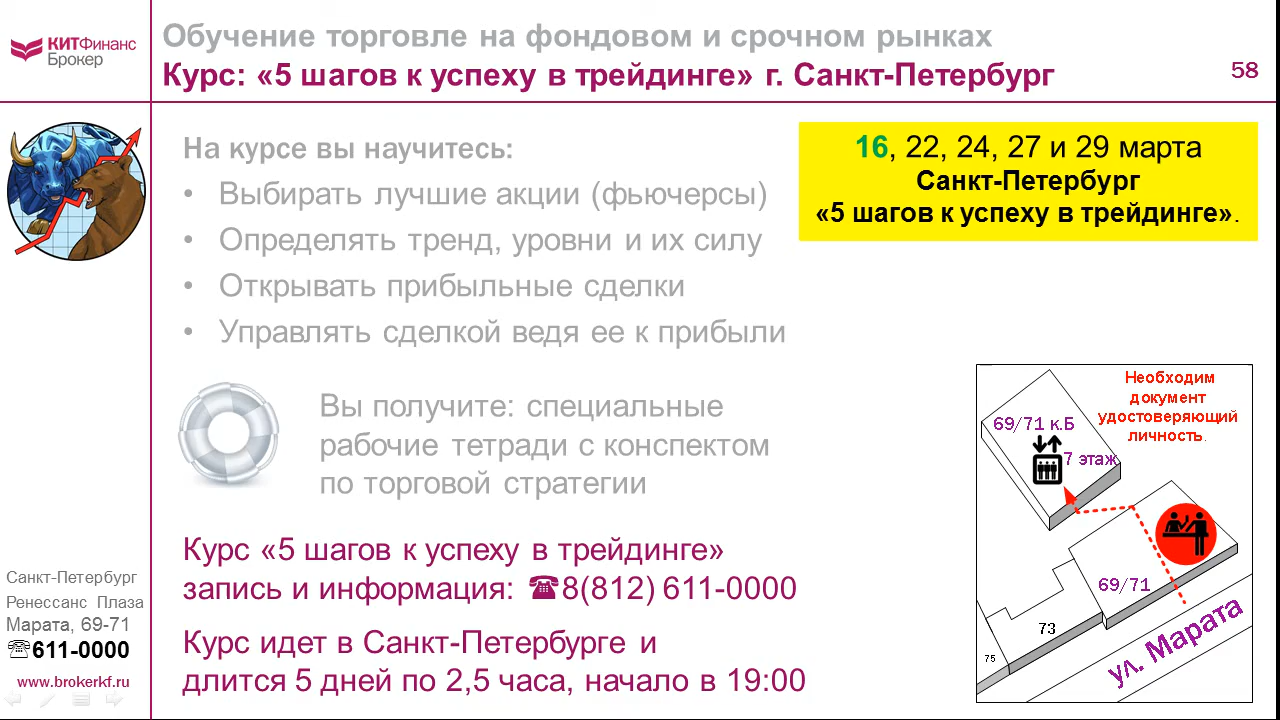 КИТФинанс
Брокер
Обучение торговле на фондовом и срочном рынках
Курс: «5 шагов к успеху в трейдинге» г. Санкт-Петербург
58
На курсе вы научитесь:
• Выбирать лучшие акции (фьючерсы)
• Определять тренд, уровни и их силу
• Открывать прибыльные сделки
• Управлять сделкой ведя ее к прибыли
16, 22, 24, 27 и 29 марта
Санкт-Петербург
«5 шагов к успеху в трейдинге».
Вы получите: специальные
рабочие тетради с конспектом
по торговой стратегии
Курс «5 шагов к успеху в трейдинге»
запись и информация: ☎8(812) 611-0000
Курс идет в Санкт-Петербурге и
длится 5 дней по 2,5 часа, начало в 19:00
Необходим
документ
удостоверяющий
личность.
69/71 к.Б
7 этаж
69/71
73
75
ул. Марата
Санкт-Петербург
Ренессанс Плаза
Марата, 69-71
☏611-0000
www.brokerkf.ru